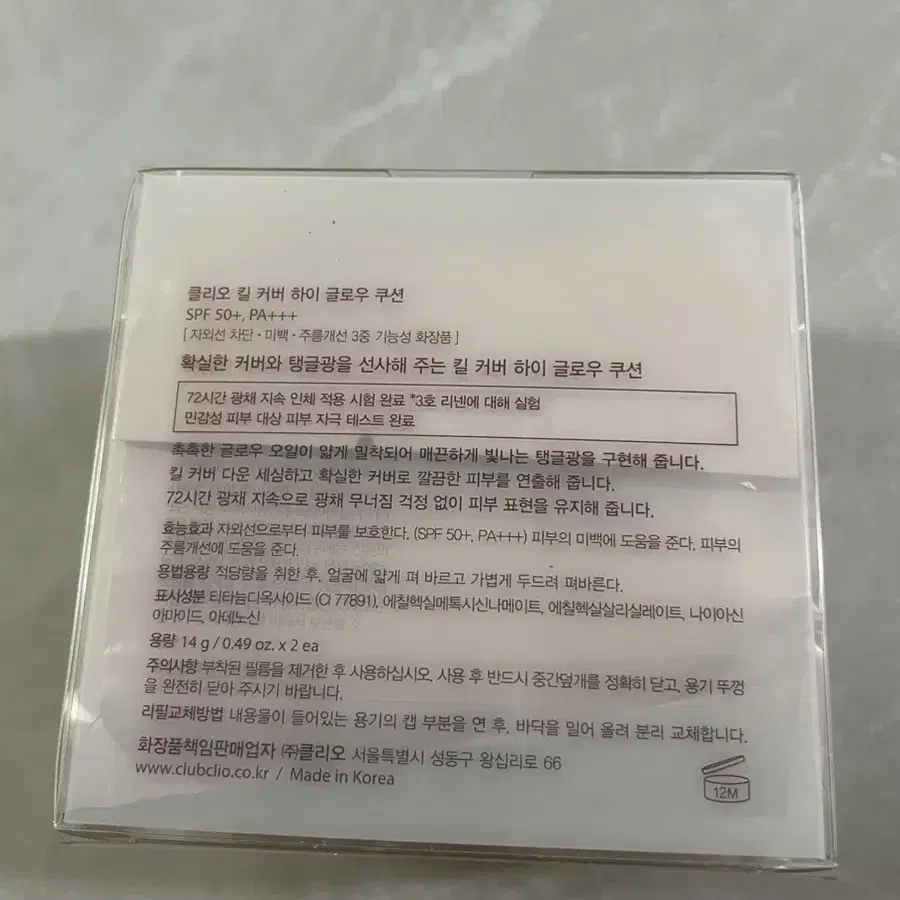 클리오 킬 커버 하이 글로우 쿠션
SPF 50+, PA+++
[ 자외선 차단 · 미백 · 주름개선 3중 기능성 화장품 ]
확실한 커버와 탱글광을 선사해 주는 킬 커버 하이 글로우 쿠션
72시간 광채 지속 인체 적용 시험 완료 *3호 리넨에 대해 실험
민감성 피부 대상 피부 자극 테스트 완료
촉촉한 글로우 오일이 얇게 밀착되어 매끈하게 빛나는 탱글광을 구현해 줍니다.
킬 커버 다운 세심하고 확실한 커버로 깔끔한 피부를 연출해 줍니다.
72시간 광채 지속으로 광채 무너짐 걱정 없이 피부 표현을 유지해 줍니다.
효능효과 자외선으로부터 피부를 보호한다. (SPF 50+, PA+++) 피부의 미백에 도움을 준다. 피부의
주름개선에 도움을 준다.
용법용량 적당량을 취한 후, 얼굴에 얇게 펴 바르고 가볍게 두드려 펴바른다.
표시성분 티타늄디옥사이드 (CI 77891), 에칠헥실메톡시신나메이트, 에칠헥실살리실레이트, 나이아신
아마이드, 아데노신
용량 14 g / 0.49 oz. x 2 ea
주의사항 부착된 필름을 제거한 후 사용하십시오. 사용 후 반드시 중간덮개를 정확히 닫고, 용기 뚜껑
을 완전히 닫아 주시기 바랍니다.
리필교체방법 내용물이 들어있는 용기의 캡 부분을 연 후, 바닥을 밀어 올려 분리 교체합니다.
화장품책임판매업자 ㈜클리오 서울특별시 성동구 왕십리로 66
www.clubclio.co.kr / Made in Korea
12M